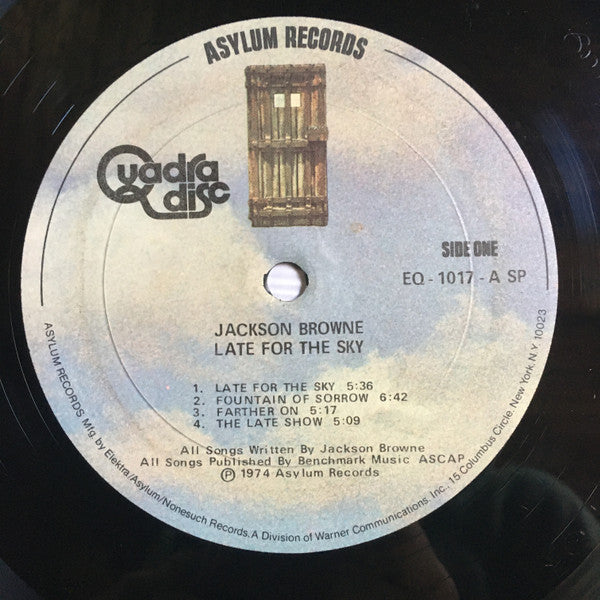 ASYLUM RECORDS
Quadra
disc
SIDE ONE
EQ - 1017 - A SP
JACKSON BROWNE
LATE FOR THE SKY
1. LATE FOR THE SKY 5:36
2. FOUNTAIN OF SORROW 6:42
3. FARTHER ON 5:17
4. THE LATE SHOW 5:09
All Songs Written By Jackson Browne
All Songs Published By Benchmark Music ASCAP
Ⓟ 1974 Asylum Records
ASYLUM RECORDS Mfg. by Elektra/Asylum/Nonesuch Records, A Division of Warner Communications, Inc., 15 Columbus Circle, New York, N.Y. 10023